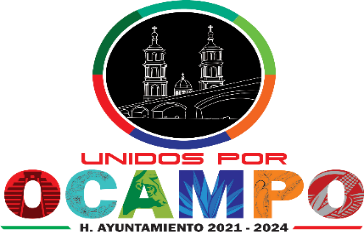 UNIDOS POR
OCAMPO
H. AYUNTAMIENTO 2021 - 2024